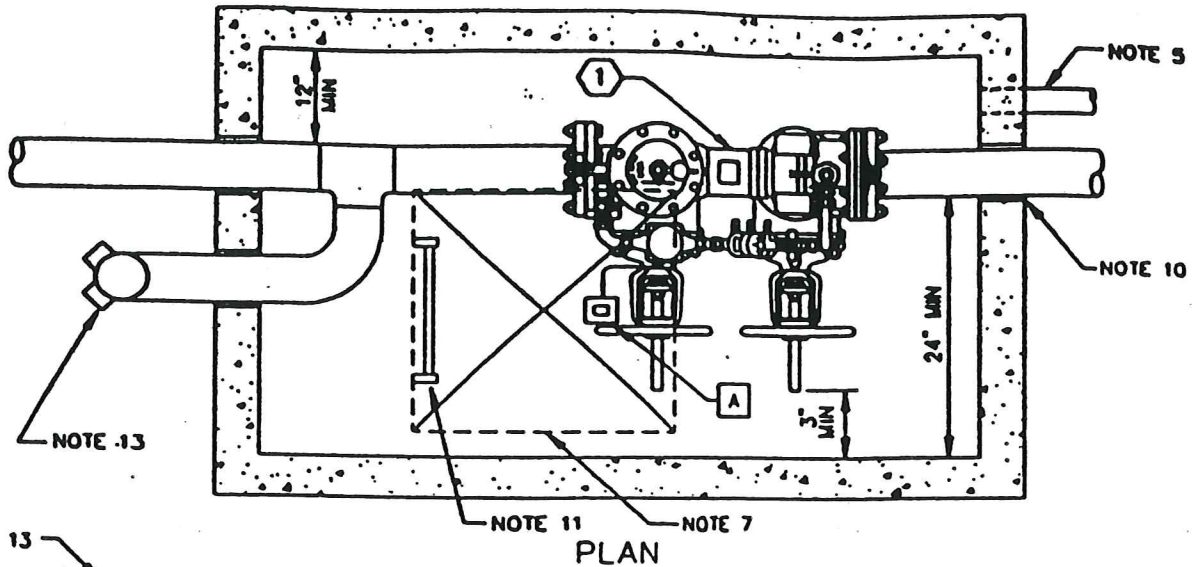 NOTE 5
1
12"
MIN
NOTE 10
24" MIN
A
3"
MIN
NOTE .13
NOTE 11
NOTE 7
PLAN
13